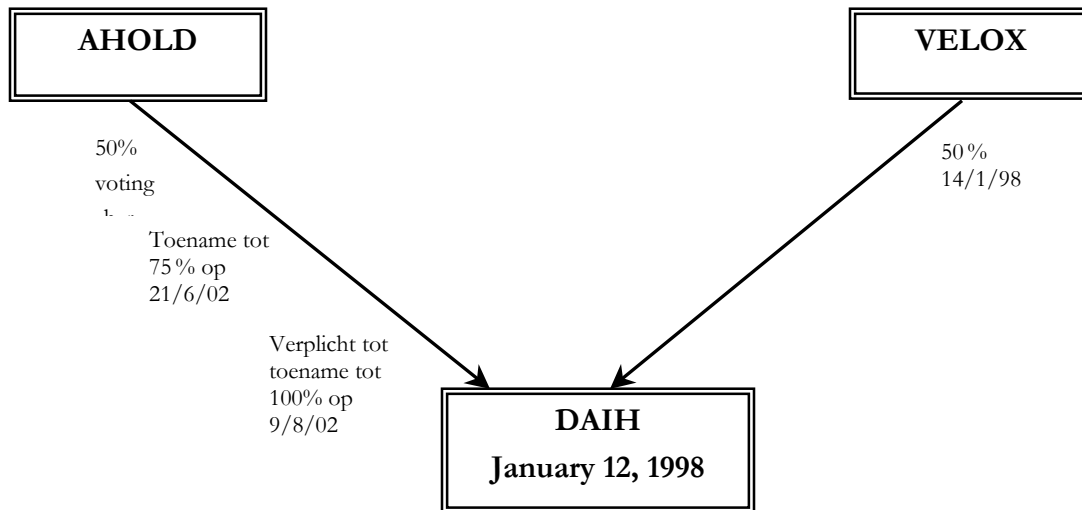 AHOLD
VELOX
50%
voting
50%
14/1/98
Toename tot
75% op
21/6/02
Verplicht tot
toename tot
100% op
9/8/02
DAIH
January 12, 1998